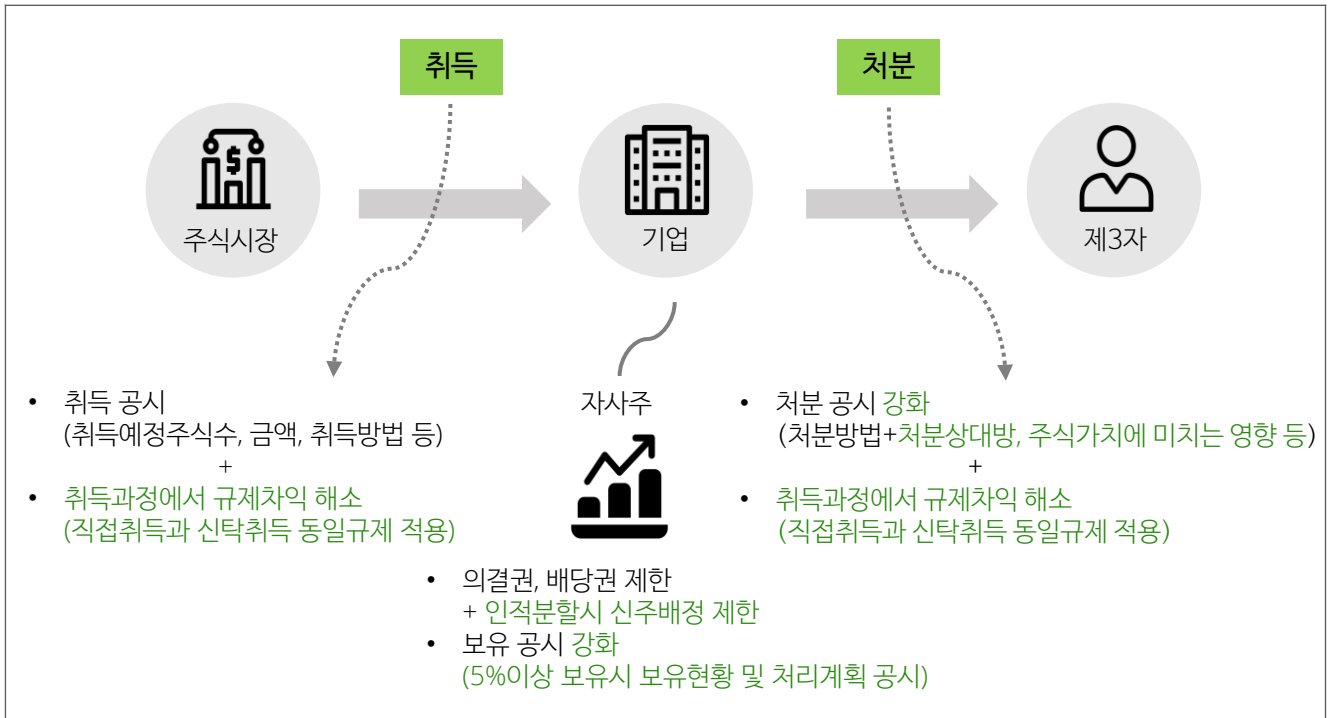 취득
처분
주식시장
기업
제3자
• 취득 공시
(취득예정주식수, 금액, 취득방법 등)
+
• 취득과정에서 규제차익 해소
(직접취득과 신탁취득 동일규제 적용)
자사주
• 의결권, 배당권 제한
+ 인적분할시 신주배정 제한
• 보유 공시 강화
(5%이상 보유시 보유현황 및 처리계획 공시)
• 처분 공시 강화
(처분방법+처분상대방, 주식가치에 미치는 영향 등)
+
• 취득과정에서 규제차익 해소
(직접취득과 신탁취득 동일규제 적용)